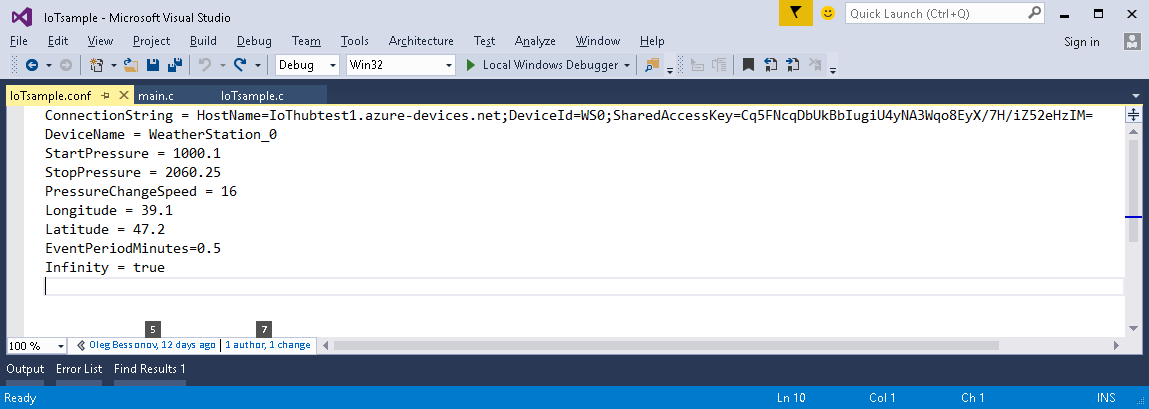 IoTsample - Microsoft Visual Studio
Quick Launch (Ctrl+Q)
File Edit View Project Build Debug Team Tools Architecture Test Analyze Window Help
Sign in
Debug Win32 Local Windows Debugger
IoTsample.conf main.c IoTsample.c
ConnectionString = HostName=IoThubtest1.azure-devices.net;DeviceId=WS0;SharedAccessKey=Cq5FNcqDbUkBbIugiU4yNA3Wqo8EyX/7H/iZ52eHzIM=
DeviceName = WeatherStation_0
StartPressure = 1000.1
StopPressure = 2060.25
PressureChangeSpeed = 16
Longitude = 39.1
Latitude = 47.2
EventPeriodMinutes=0.5
Infinity = true
5 7
100 % Oleg Bessonov, 12 days ago | 1 author, 1 change
Output Error List Find Results 1
Ready Ln 10 Col 1 Ch 1 INS